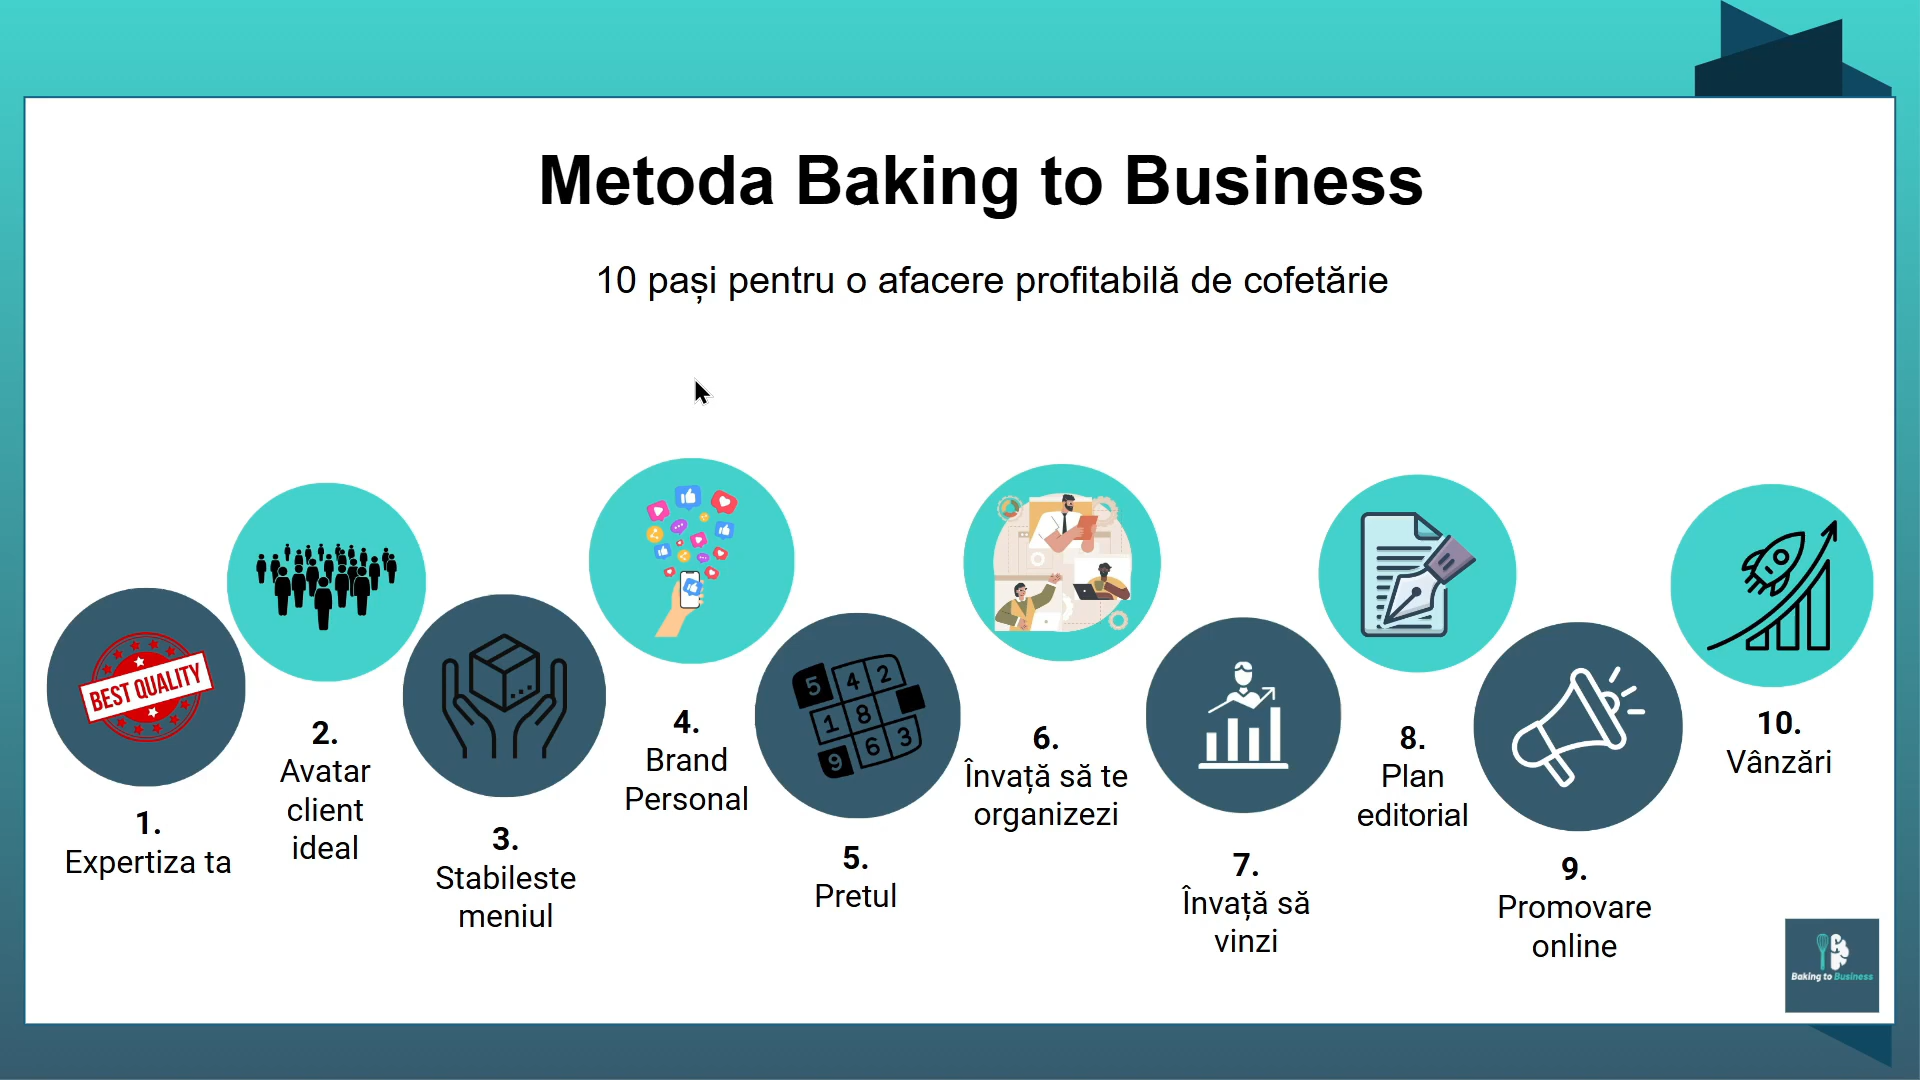 Metoda Baking to Business
10 pași pentru o afacere profitabilă de cofetărie
BEST QUALITY
1.
Expertiza ta
2.
Avatar
client
ideal
3.
Stabileste
meniul
4.
Brand
Personal
5 4 2
1 8
9 6 3
5.
Pretul
6.
Învață să te
organizezi
7.
Învață să
vinzi
8.
Plan
editorial
9.
Promovare
online
10.
Vânzări
Baking to Business